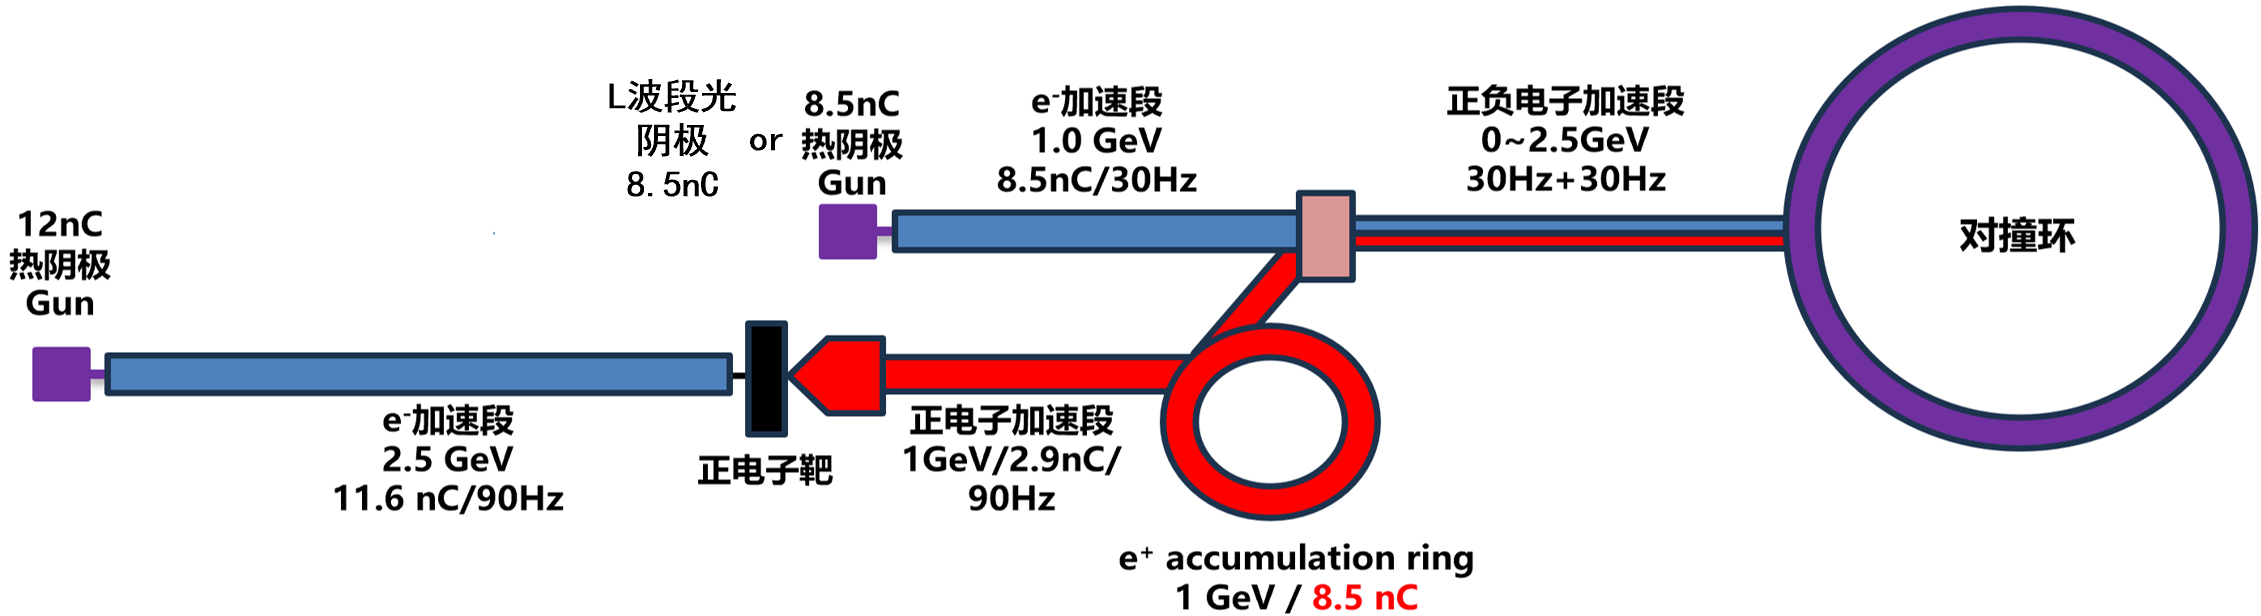 L波段光
阴极
8.5nC
or
8.5nC
热阴极
Gun
e⁻加速段
1.0 GeV
8.5nC/30Hz
正负电子加速段
0~2.5GeV
30Hz+30Hz
12nC
热阴极
Gun
对撞环
e⁻加速段
2.5 GeV
11.6 nC/90Hz
正电子靶
正电子加速段
1GeV/2.9nC/
90Hz
e⁺ accumulation ring
1 GeV / 8.5 nC